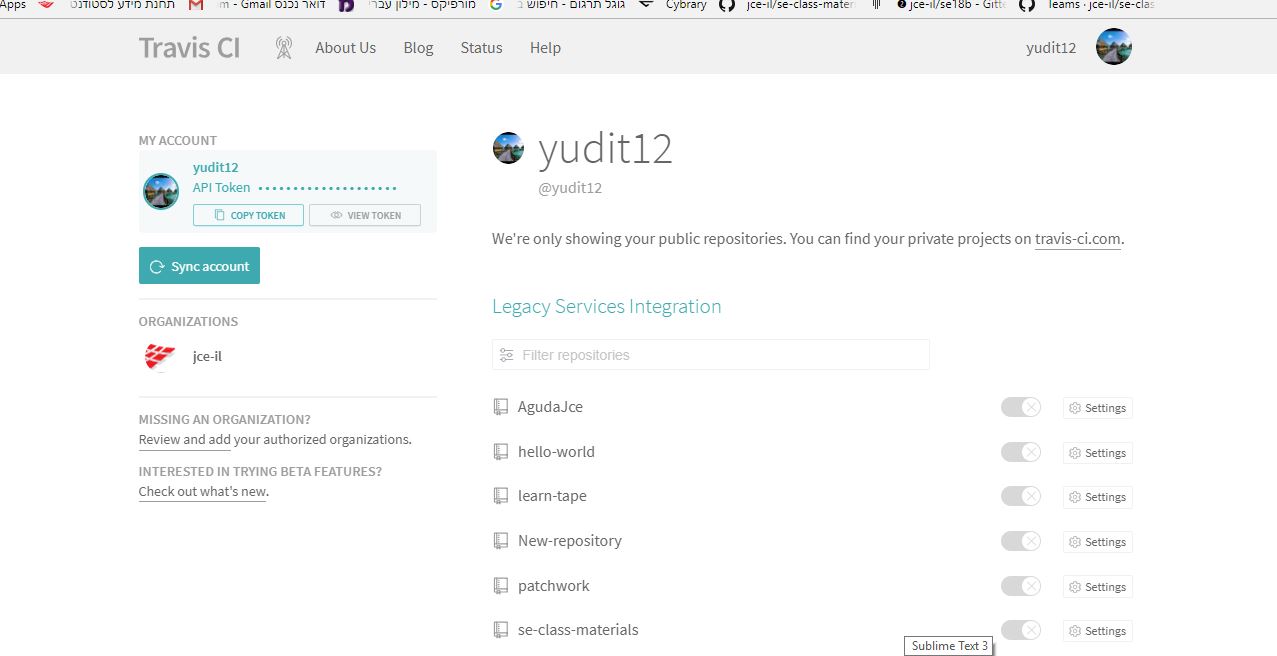 Apps תחנת מידע לסטודנט דואר נכנס - Gmail - m מורפיקס - מילון עברי גוגל תרגום - חיפוש ב Cybrary jce-il/se-class-mater jce-il/se18b - Gitte Teams · jce-il/se-clas
Travis CI About Us Blog Status Help yudit12
MY ACCOUNT
yudit12
API Token
COPY TOKEN VIEW TOKEN
Sync account
ORGANIZATIONS
jce-il
MISSING AN ORGANIZATION?
Review and add your authorized organizations.
INTERESTED IN TRYING BETA FEATURES?
Check out what's new.
yudit12
@yudit12
We're only showing your public repositories. You can find your private projects on travis-ci.com.
Legacy Services Integration
Filter repositories
AgudaJce Settings
hello-world Settings
learn-tape Settings
New-repository Settings
patchwork Settings
se-class-materials Settings
Sublime Text 3